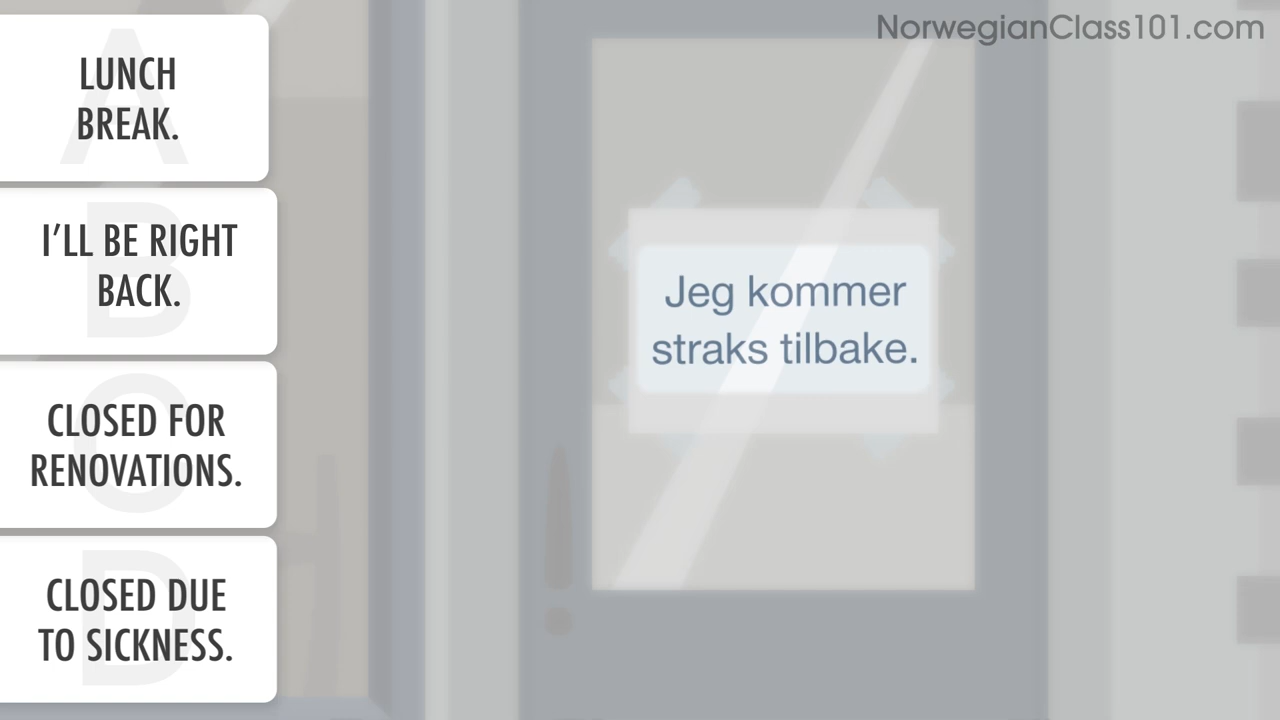 NorwegianClass101.com
A
LUNCH
BREAK.
B
I'LL BE RIGHT
BACK.
C
CLOSED FOR
RENOVATIONS.
D
CLOSED DUE
TO SICKNESS.
Jeg kommer
straks tilbake.